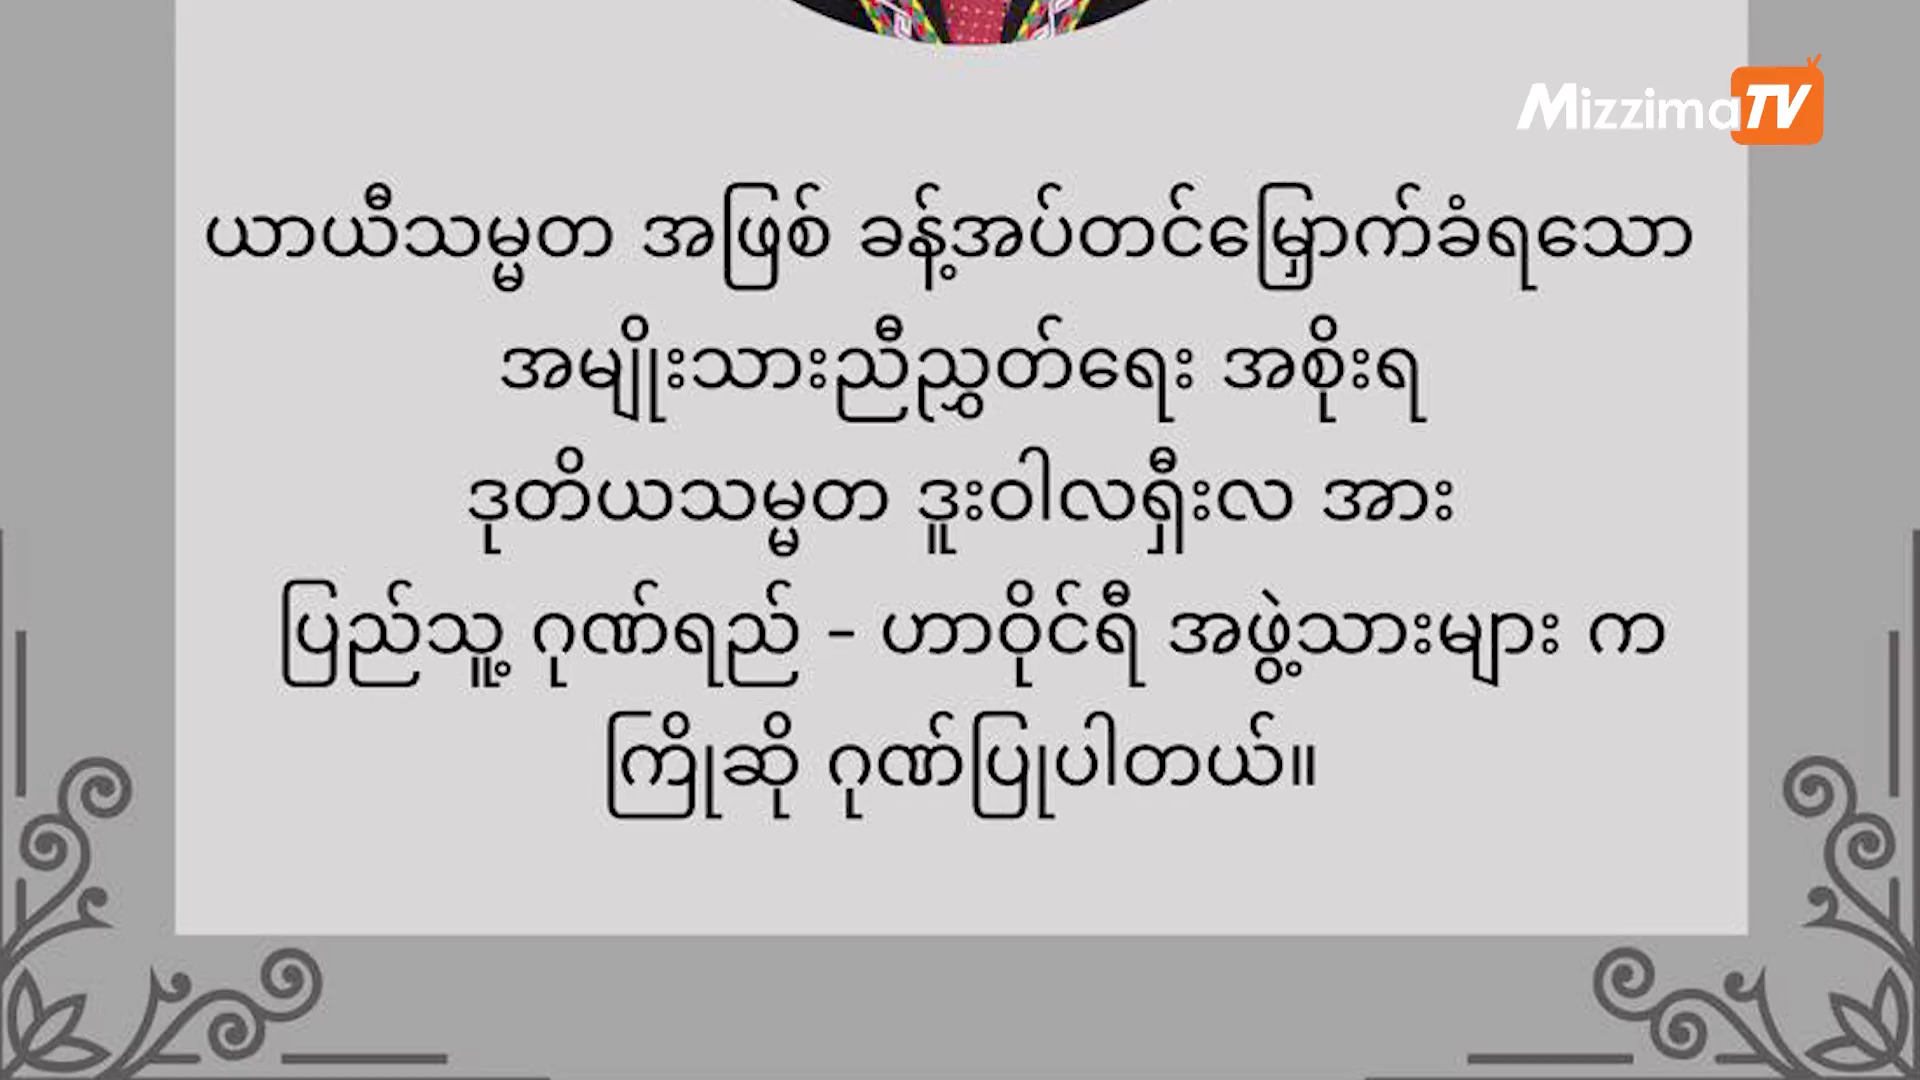 MizzimaTV
ယာယီသမ္မတ အဖြစ် ခန့်အပ်တင်မြှောက်ခံရသော
အမျိုးသားညီညွှတ်ရေး အစိုးရ
ဒုတိယသမ္မတ ဒူးဝါလရှီးလ အား
ပြည်သူ့ ဂုဏ်ရည် - ဟာဝိုင်ရီ အဖွဲ့သားများ က
ကြိုဆို ဂုဏ်ပြုပါတယ်။